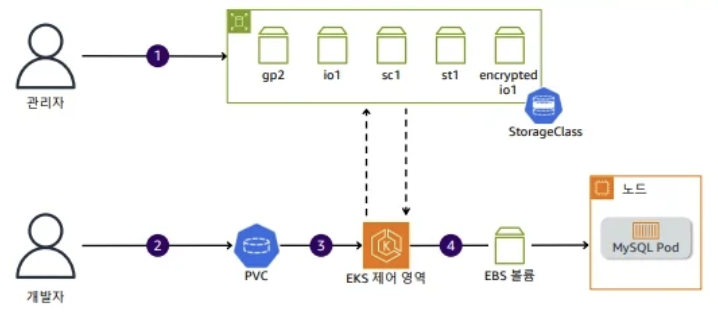 1
gp2
io1
sc1
st1
encrypted
io1
관리자
StorageClass
노드
2
3
4
MySQL Pod
PVC
EKS 제어 영역
EBS 볼륨
개발자